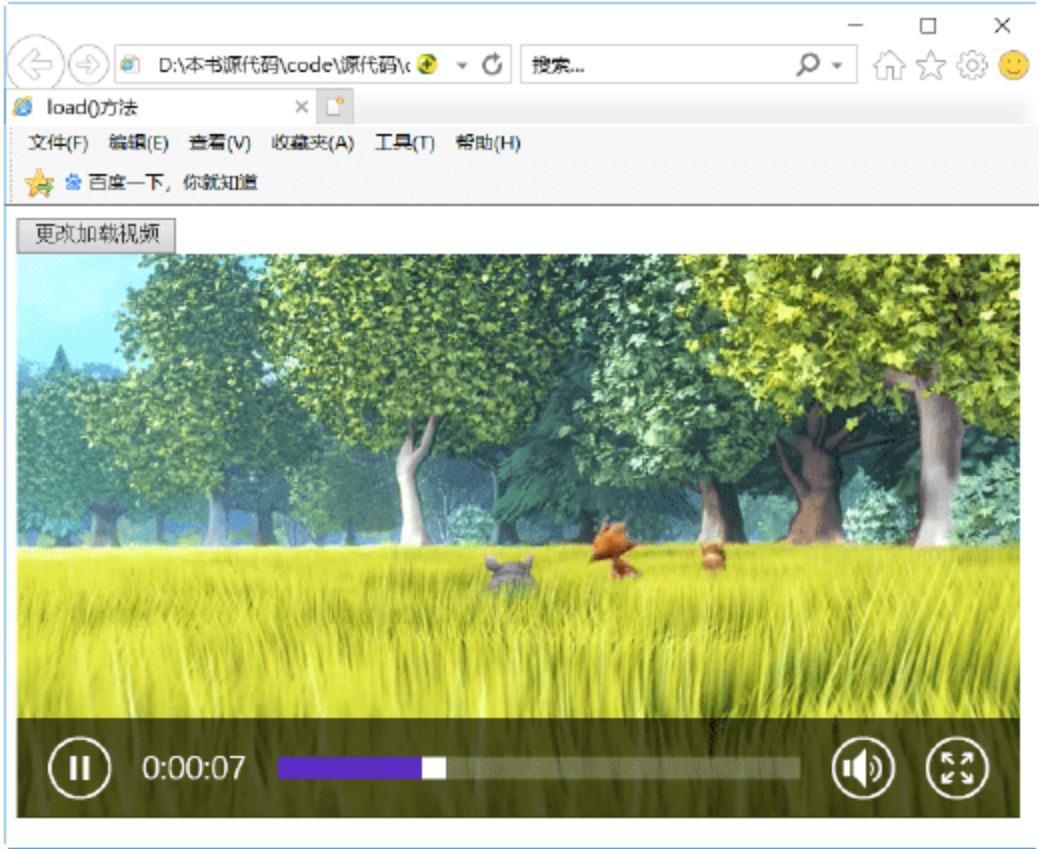 D:\本书源代码\code\源代码\c
搜索...
load()方法
文件(F) 编辑(E) 查看(V) 收藏夹(A) 工具(T) 帮助(H)
百度一下，你就知道
更改加载视频
0:00:07